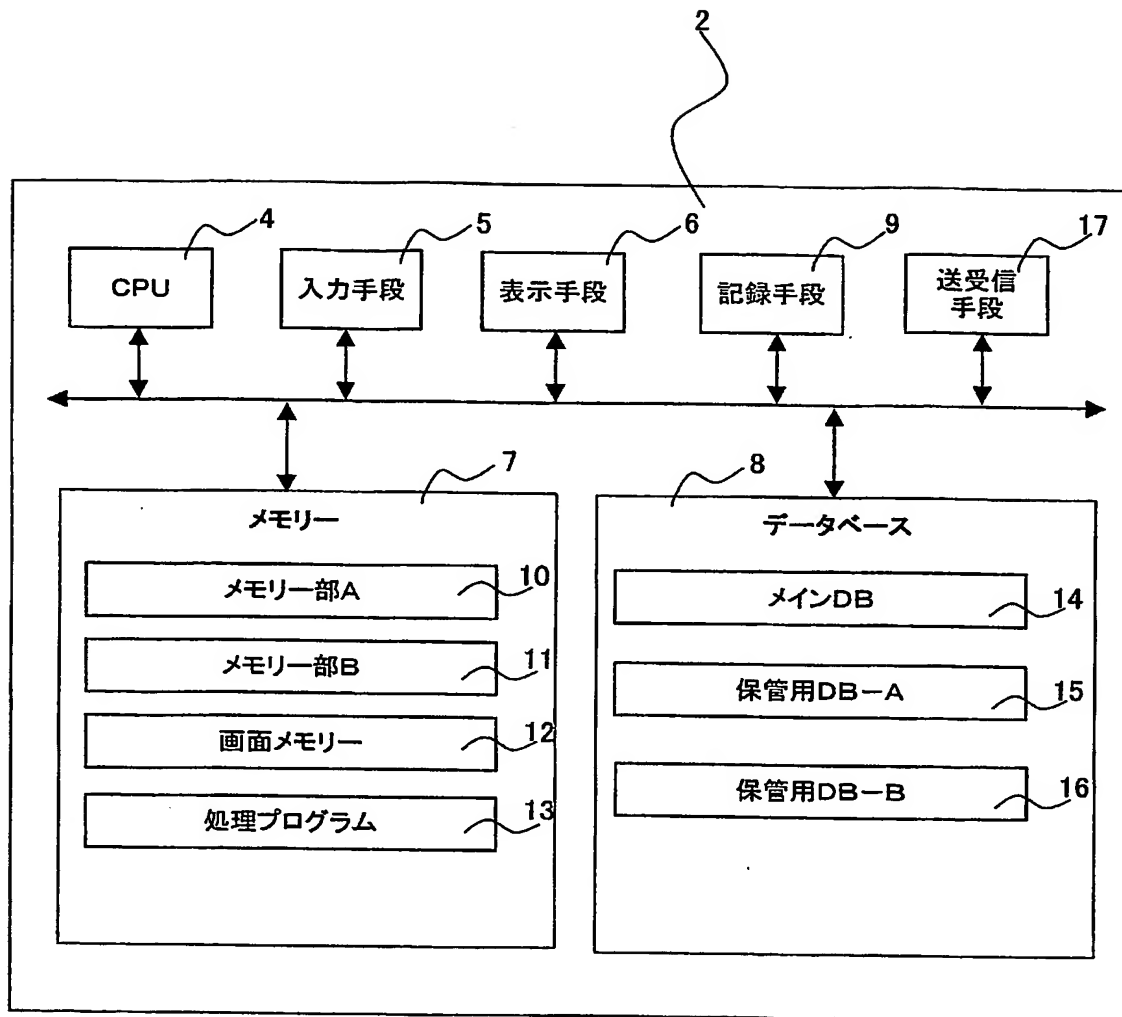 2
4
5
6
9
17
CPU
入力手段
表示手段
記録手段
送受信
手段
7
メモリー
メモリー部A
10
メモリー部B
11
画面メモリー
12
処理プログラム
13
8
データベース
メインDB
14
保管用DB－A
15
保管用DB－B
16